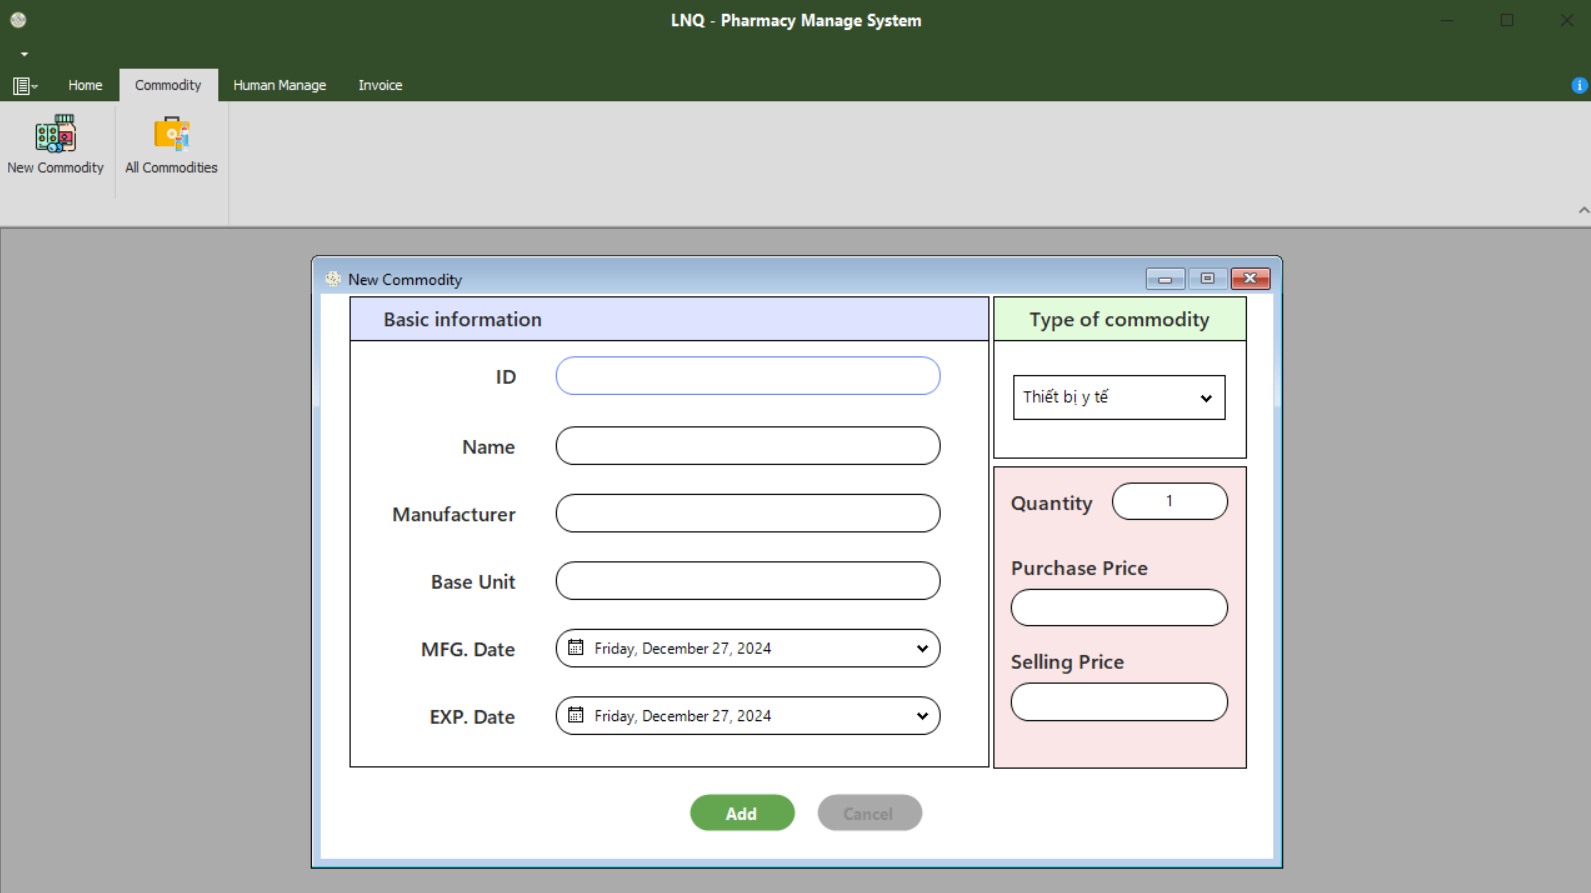 LNQ - Pharmacy Manage System
Home
Commodity
Human Manage
Invoice
New Commodity
All Commodities
New Commodity
Basic information
ID
Name
Manufacturer
Base Unit
MFG. Date
Friday, December 27, 2024
EXP. Date
Friday, December 27, 2024
Type of commodity
Thiết bị y tế
Quantity
1
Purchase Price
Selling Price
Add
Cancel